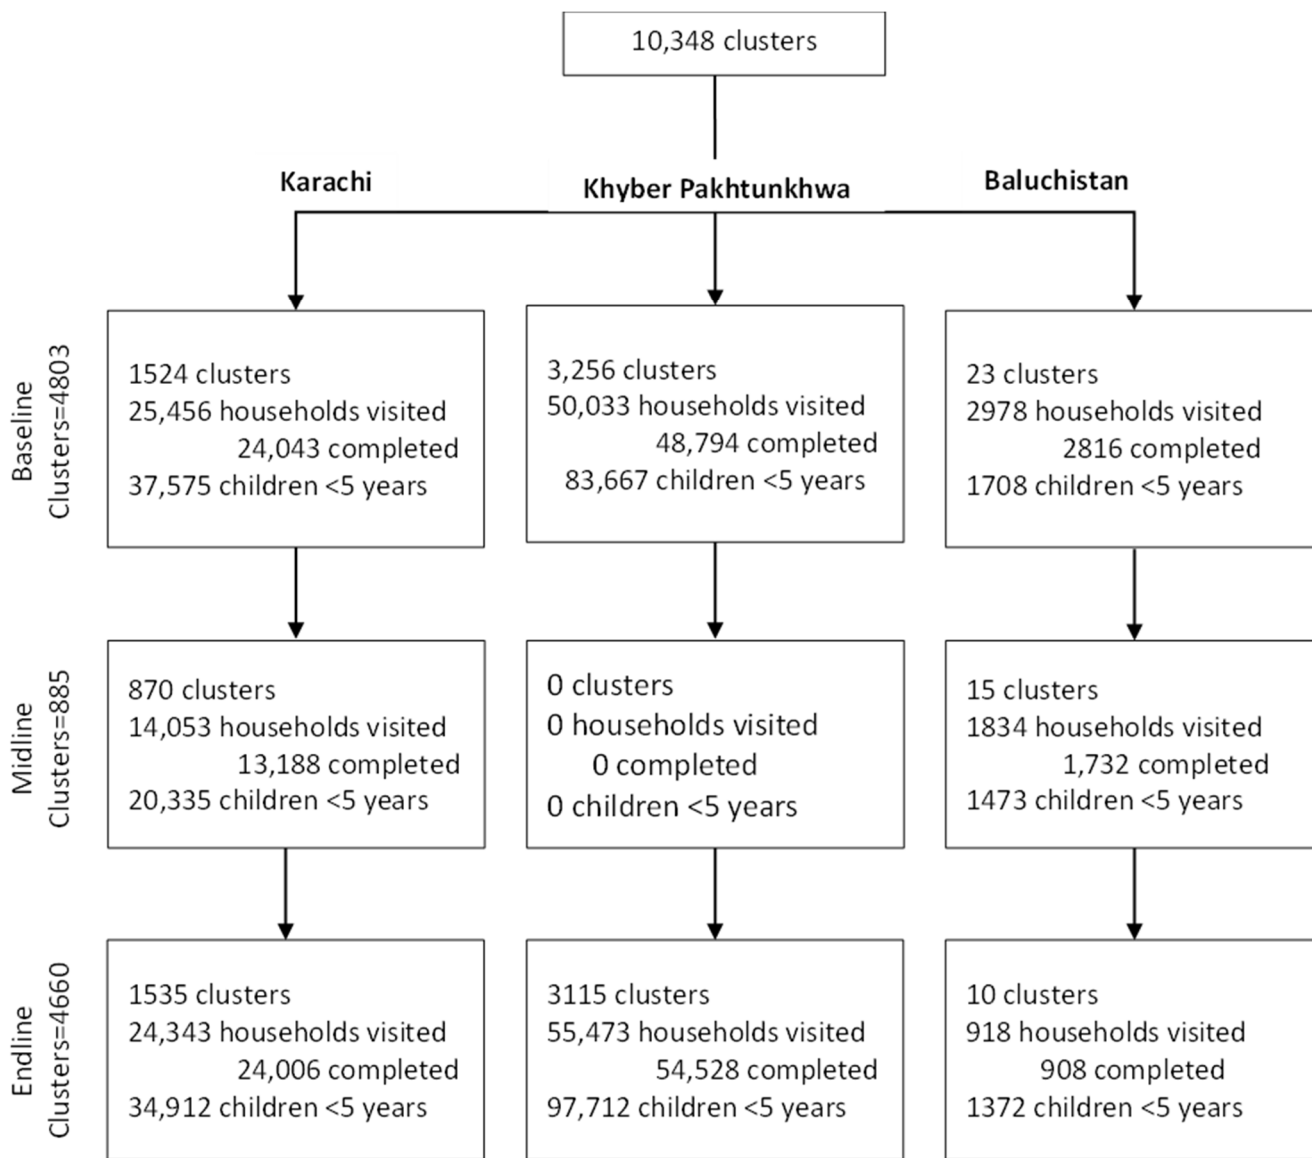 10,348 clusters
Karachi
Khyber Pakhtunkhwa
Baluchistan
Baseline
Clusters=4803
1524 clusters
25,456 households visited
24,043 completed
37,575 children <5 years
3,256 clusters
50,033 households visited
48,794 completed
83,667 children <5 years
23 clusters
2978 households visited
2816 completed
1708 children <5 years
Midline
Clusters=885
870 clusters
14,053 households visited
13,188 completed
20,335 children <5 years
0 clusters
0 households visited
0 completed
0 children <5 years
15 clusters
1834 households visited
1,732 completed
1473 children <5 years
Endline
Clusters=4660
1535 clusters
24,343 households visited
24,006 completed
34,912 children <5 years
3115 clusters
55,473 households visited
54,528 completed
97,712 children <5 years
10 clusters
918 households visited
908 completed
1372 children <5 years